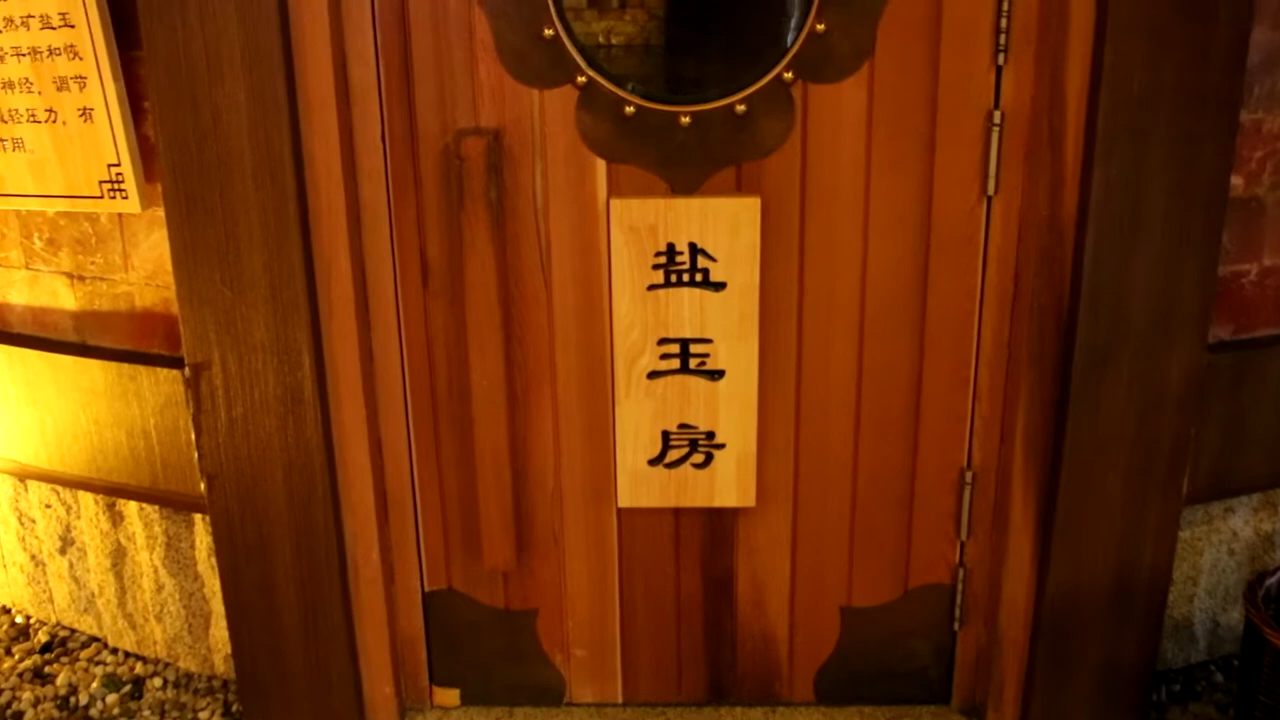 然矿盐玉
量平衡和恢
神经,调节
减轻压力,有
作用。
盐
玉
房